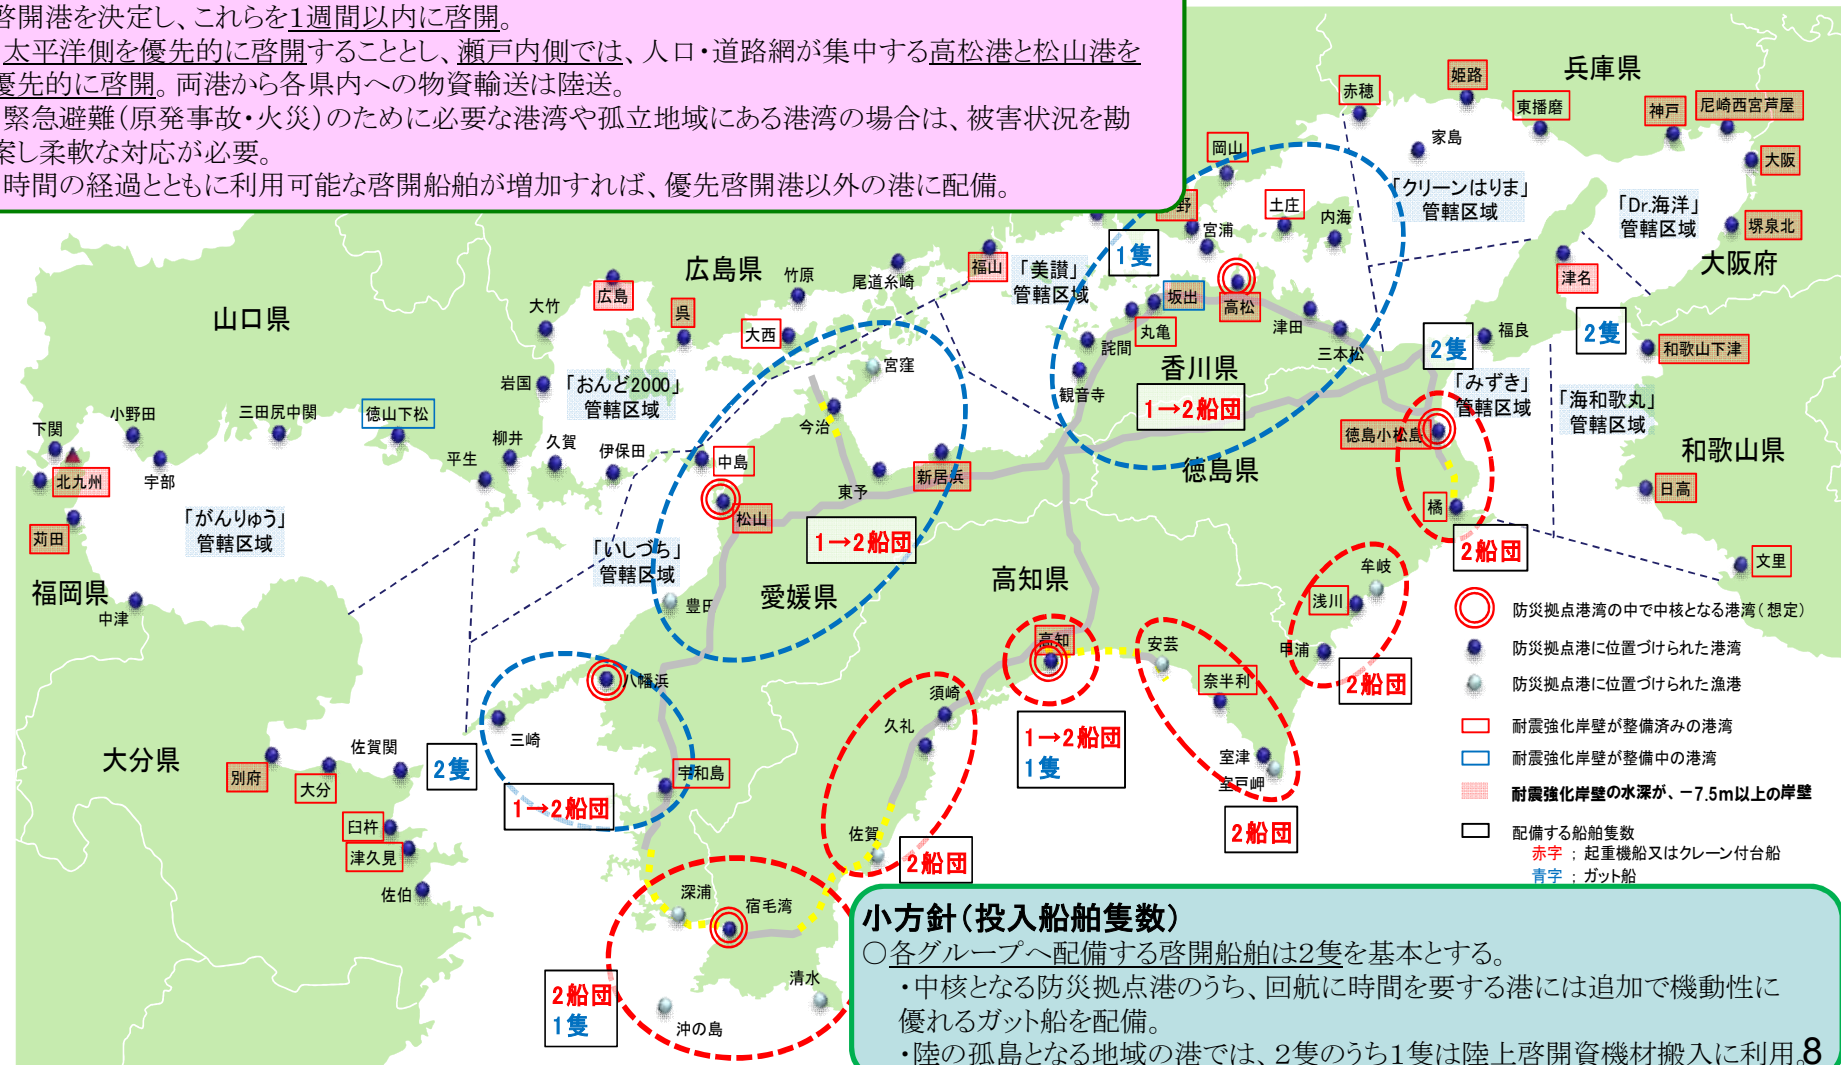 啓開港を決定し、これらを1週間以内に啓開。
太平洋側を優先的に啓開することとし、瀬戸内側では、人口・道路網が集中する高松港と松山港を
優先的に啓開。両港から各県内への物資輸送は陸送。
緊急避難(原発事故・火災)のために必要な港湾や孤立地域にある港湾の場合は、被害状況を勘
案し柔軟な対応が必要。
時間の経過とともに利用可能な啓開船舶が増加すれば、優先啓開港以外の港に配備。
兵庫県
姫路
赤穂
東播磨
神戸
尼崎西宮芦屋
家島
大阪
岡山
「クリーンはりま」
管轄区域
「Dr.海洋」
管轄区域
堺泉北
大阪府
野
宮浦
土庄
内海
1隻
津名
広島県
竹原
尾道糸崎
福山
「美讃」
管轄区域
坂出
高松
丸亀
津田
三本松
詫間
観音寺
香川県
1→2船団
2隻
福良
2隻
和歌山下津
「みずき」
管轄区域
「海和歌丸」
管轄区域
和歌山県
日高
文里
山口県
大竹
広島
呉
大西
宮窪
岩国
「おんど2000」
管轄区域
今治
下関
小野田
三田尻中関
徳山下松
北九州
宇部
平生
柳井
久賀
伊保田
中島
松山
東予
新居浜
徳島小松島
徳島県
橘
2船団
苅田
「がんりゅう」
管轄区域
「いしづち」
管轄区域
1→2船団
福岡県
中津
豊田
愛媛県
高知県
牟岐
浅川
甲浦
2船団
高知
安芸
奈半利
室津
室戸岬
2船団
須崎
久礼
1→2船団
1隻
佐賀
2船団
八幡浜
三崎
2隻
宇和島
1→2船団
大分県
別府
大分
佐賀関
臼杵
津久見
佐伯
深浦
宿毛湾
清水
沖の島
2船団
1隻
防災拠点港湾の中で中核となる港湾(想定)
防災拠点港に位置づけられた港湾
防災拠点港に位置づけられた漁港
耐震強化岸壁が整備済みの港湾
耐震強化岸壁が整備中の港湾
耐震強化岸壁の水深が、－7.5m以上の岸壁
配備する船舶隻数
赤字 ; 起重機船又はクレーン付台船
青字 ; ガット船
小方針(投入船舶隻数)
○各グループへ配備する啓開船舶は2隻を基本とする。
・中核となる防災拠点港のうち、回航に時間を要する港には追加で機動性に
優れるガット船を配備。
・陸の孤島となる地域の港では、2隻のうち1隻は陸上啓開資機材搬入に利用。
8